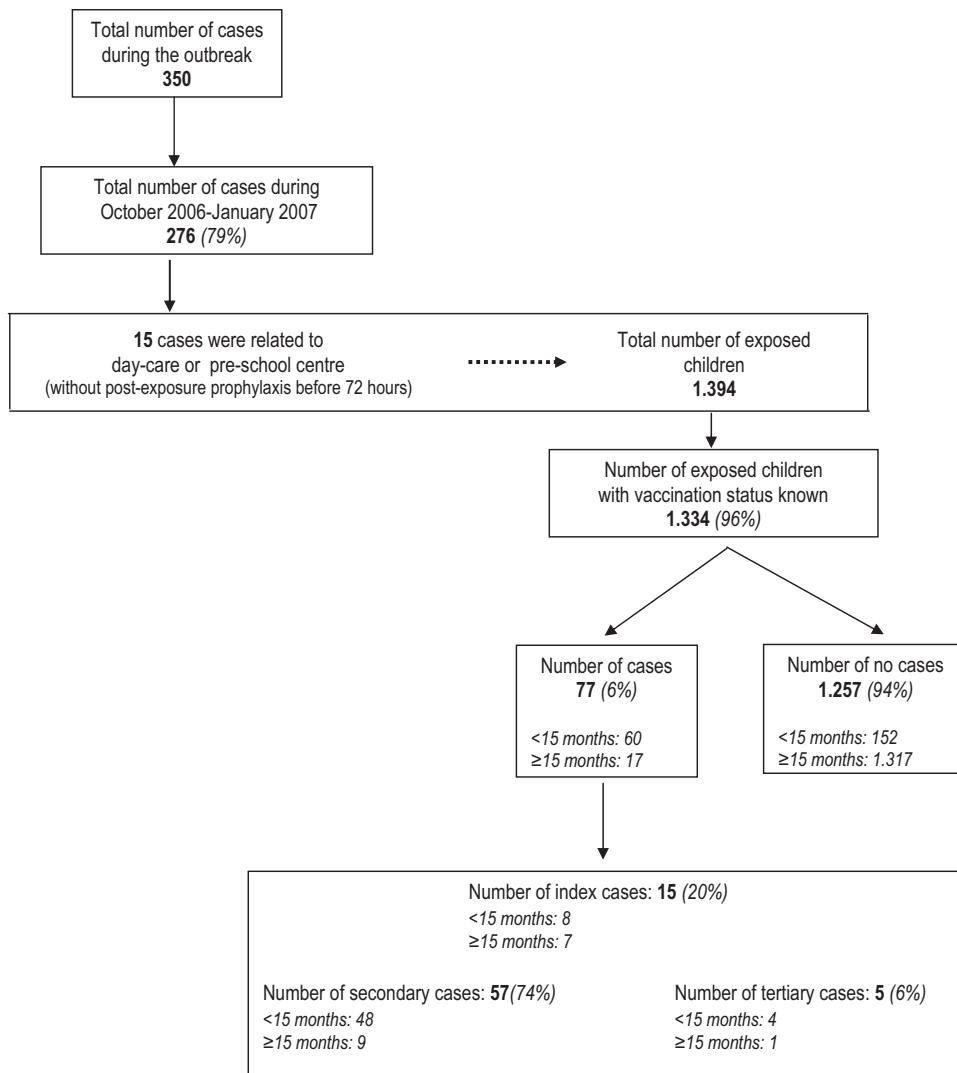 Total number of cases
during the outbreak
350
Total number of cases during
October 2006-January 2007
276 (79%)
15 cases were related to
day-care or pre-school centre
(without post-exposure prophylaxis before 72 hours)
Total number of exposed
children
1.394
Number of exposed children
with vaccination status known
1.334 (96%)
Number of cases
77 (6%)
<15 months: 60
≥15 months: 17
Number of no cases
1.257 (94%)
<15 months: 152
≥15 months: 1.317
Number of index cases: 15 (20%)
<15 months: 8
≥15 months: 7
Number of secondary cases: 57(74%)
<15 months: 48
≥15 months: 9
Number of tertiary cases: 5 (6%)
<15 months: 4
≥15 months: 1